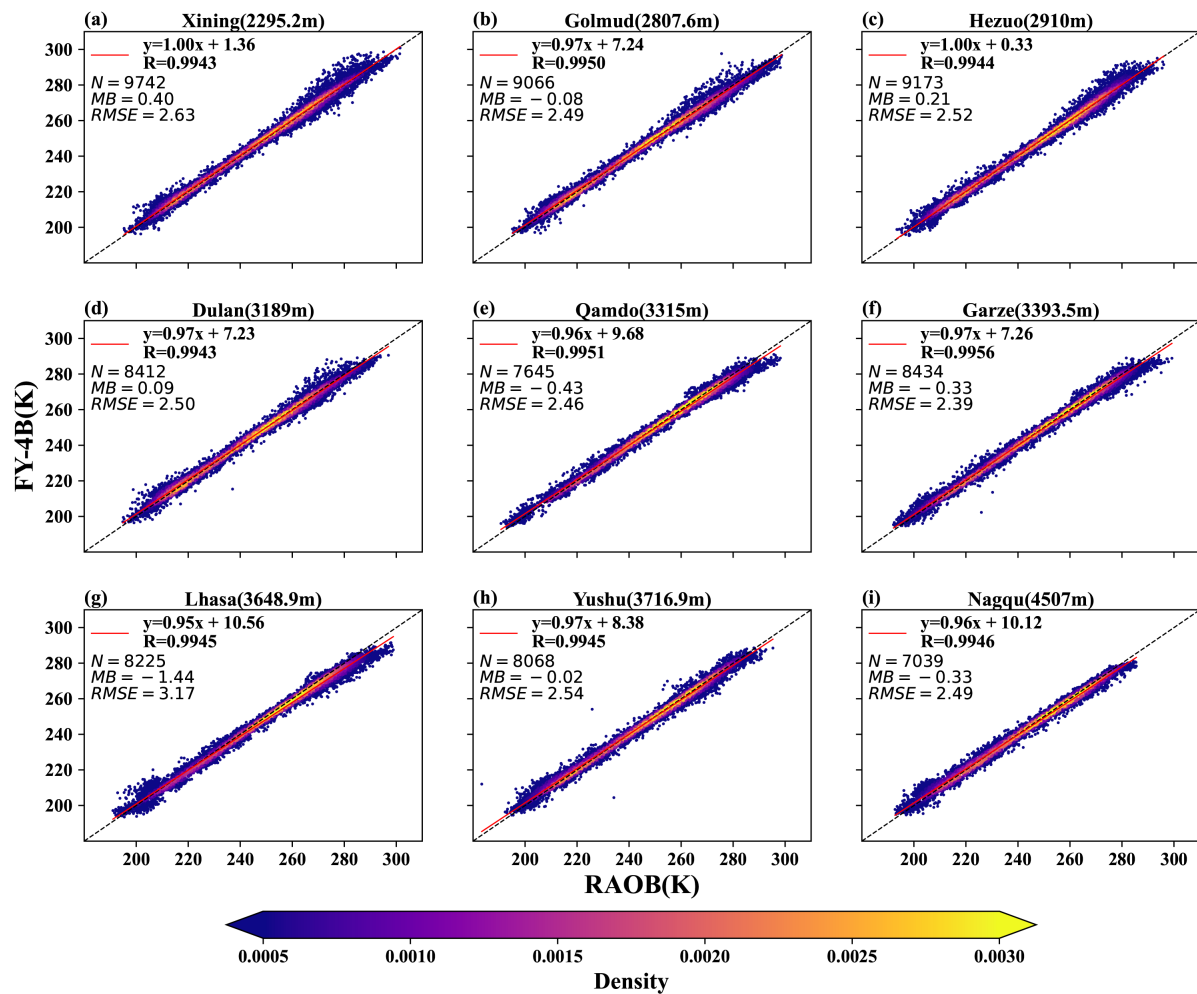 (a) Xining(2295.2m)
y=1.00x + 1.36
R=0.9943
N = 9742
MB = 0.40
RMSE = 2.63
300
280
260
240
220
200
(b) Golmud(2807.6m)
y=0.97x + 7.24
R=0.9950
N = 9066
MB = − 0.08
RMSE = 2.49
(c) Hezuo(2910m)
y=1.00x + 0.33
R=0.9944
N = 9173
MB = 0.21
RMSE = 2.52
FY-4B(K)
(d) Dulan(3189m)
y=0.97x + 7.23
R=0.9943
N = 8412
MB = 0.09
RMSE = 2.50
300
280
260
240
220
200
(e) Qamdo(3315m)
y=0.96x + 9.68
R=0.9951
N = 7645
MB = − 0.43
RMSE = 2.46
(f) Garze(3393.5m)
y=0.97x + 7.26
R=0.9956
N = 8434
MB = − 0.33
RMSE = 2.39
(g) Lhasa(3648.9m)
y=0.95x + 10.56
R=0.9945
N = 8225
MB = − 1.44
RMSE = 3.17
300
280
260
240
220
200
200 220 240 260 280 300
(h) Yushu(3716.9m)
y=0.97x + 8.38
R=0.9945
N = 8068
MB = − 0.02
RMSE = 2.54
200 220 240 260 280 300
(i) Nagqu(4507m)
y=0.96x + 10.12
R=0.9946
N = 7039
MB = − 0.33
RMSE = 2.49
200 220 240 260 280 300
RAOB(K)
0.0005 0.0010 0.0015 0.0020 0.0025 0.0030
Density